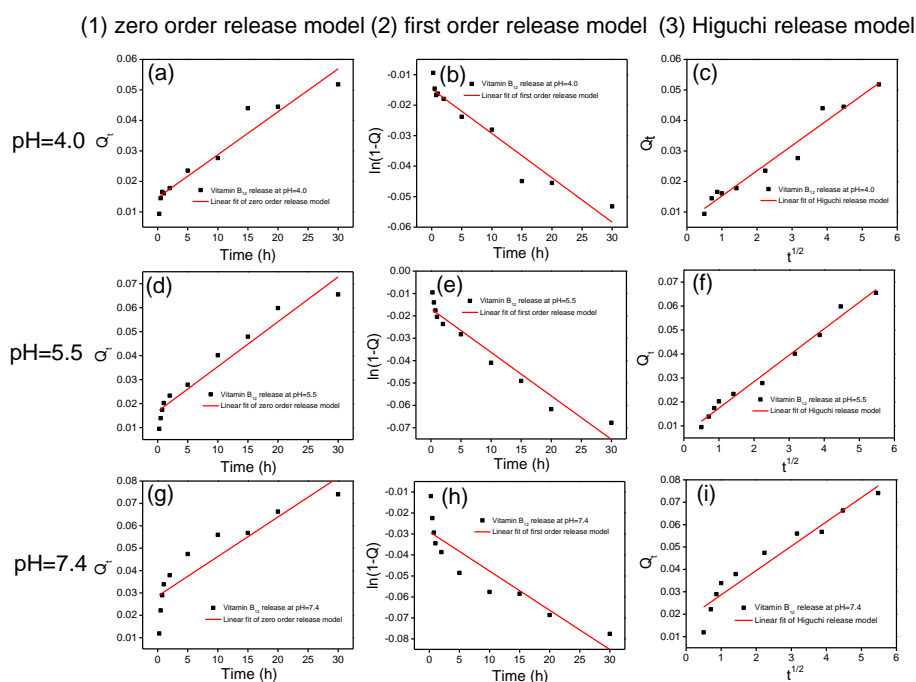 (1) zero order release model (2) first order release model (3) Higuchi release model
pH=4.0
(a)
Q_t
0.06
0.05
0.04
0.03
0.02
0.01
Vitamin B₁₂ release at pH=4.0
Linear fit of zero order release model
0 5 10 15 20 25 30
Time (h)
(b)
ln(1-Q)
-0.01
-0.02
-0.03
-0.04
-0.05
-0.06
Vitamin B₁₂ release at pH=4.0
Linear fit of first order release model
0 5 10 15 20 25 30
Time (h)
(c)
Qt
0.06
0.05
0.04
0.03
0.02
0.01
Vitamin B₁₂ release at pH=4.0
Linear fit of Higuchi release model
0 1 2 3 4 5 6
t^1/2
pH=5.5
(d)
Q_t
0.07
0.06
0.05
0.04
0.03
0.02
0.01
Vitamin B₁₂ release at pH=5.5
Linear fit of zero order release model
0 5 10 15 20 25 30
Time (h)
(e)
ln(1-Q)
0.00
-0.01
-0.02
-0.03
-0.04
-0.05
-0.06
-0.07
Vitamin B₁₂ release at pH=5.5
Linear fit of first order release model
0 5 10 15 20 25 30
Time (h)
(f)
Q_t
0.07
0.06
0.05
0.04
0.03
0.02
0.01
0.00
Vitamin B₁₂ release at pH=5.5
Linear fit of Higuchi release model
0 1 2 3 4 5 6
t^1/2
pH=7.4
(g)
Q_t
0.08
0.07
0.06
0.05
0.04
0.03
0.02
0.01
Vitamin B₁₂ release at pH=7.4
Linear fit of zero order release model
0 5 10 15 20 25 30
Time (h)
(h)
ln(1-Q)
-0.01
-0.02
-0.03
-0.04
-0.05
-0.06
-0.07
-0.08
Vitamin B₁₂ release at pH=7.4
Linear fit of first order release model
0 5 10 15 20 25 30
Time (h)
(i)
Q_t
0.08
0.07
0.06
0.05
0.04
0.03
0.02
0.01
0.00
Vitamin B₁₂ release at pH=7.4
Linear fit of Higuchi release model
0 1 2 3 4 5 6
t^1/2